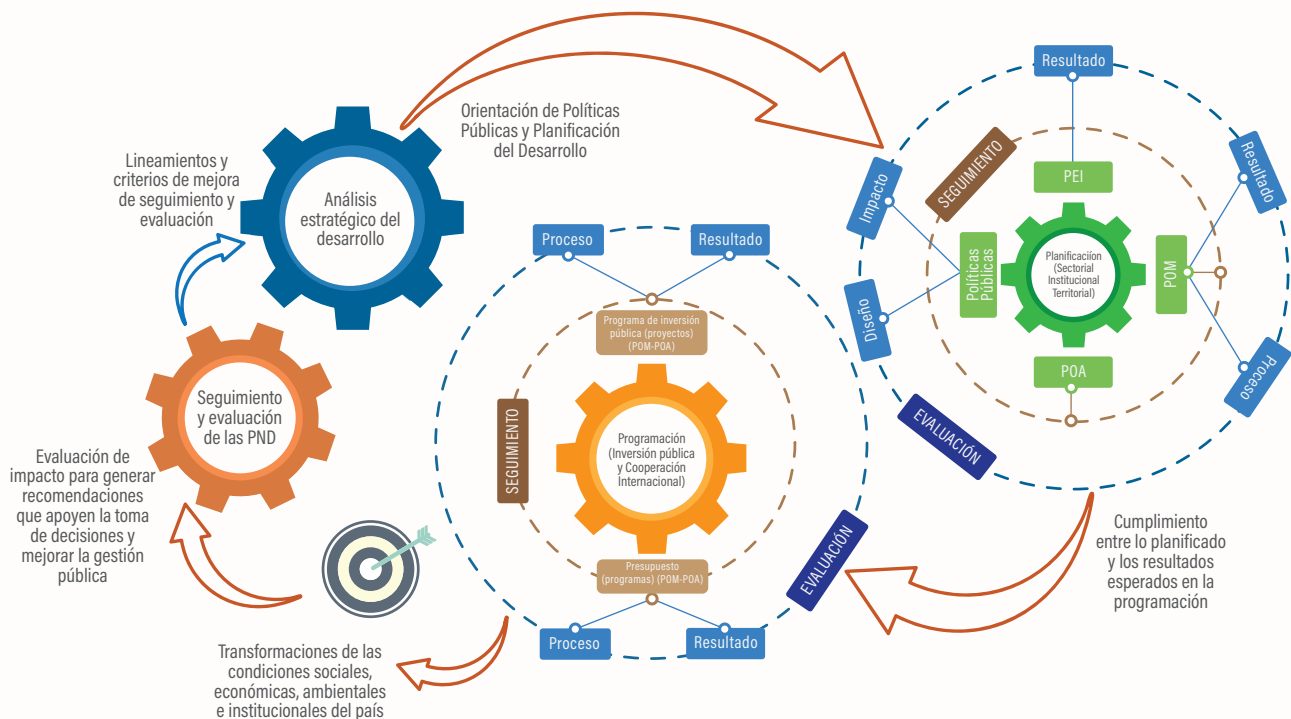 Orientación de Políticas
Públicas y Planificación
del Desarrollo
Lineamientos y
criterios de mejora
de seguimiento y
evaluación
Análisis
estratégico del
desarrollo
Seguimiento
y evaluación
de las PND
Evaluación de
impacto para generar
recomendaciones
que apoyen la toma
de decisiones y
mejorar la gestión
pública
Transformaciones de las
condiciones sociales,
económicas, ambientales
e institucionales del país
Proceso
Resultado
Programa de inversión
pública (proyectos)
(POM-POA)
SEGUIMIENTO
Programación
(Inversión pública
y Cooperación
Internacional)
Presupuesto
(programas) (POM-POA)
Proceso
Resultado
EVALUACIÓN
Resultado
SEGUIMIENTO
Resultado
Impacto
PEI
Políticas
Públicas
Planificaciíon
(Sectorial
Institucional
Territorial)
POM
Diseño
POA
Proceso
EVALUACIÓN
Cumplimiento
entre lo planificado
y los resultados
esperados en la
programación